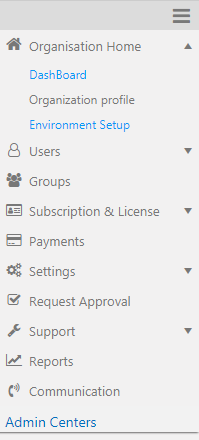 Organisation Home
DashBoard
Organization profile
Environment Setup
Users
Groups
Subscription & License
Payments
Settings
Request Approval
Support
Reports
Communication
Admin Centers